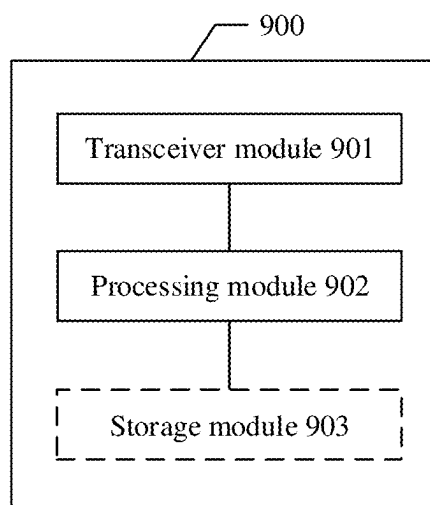 900
Transceiver module 901
Processing module 902
Storage module 903